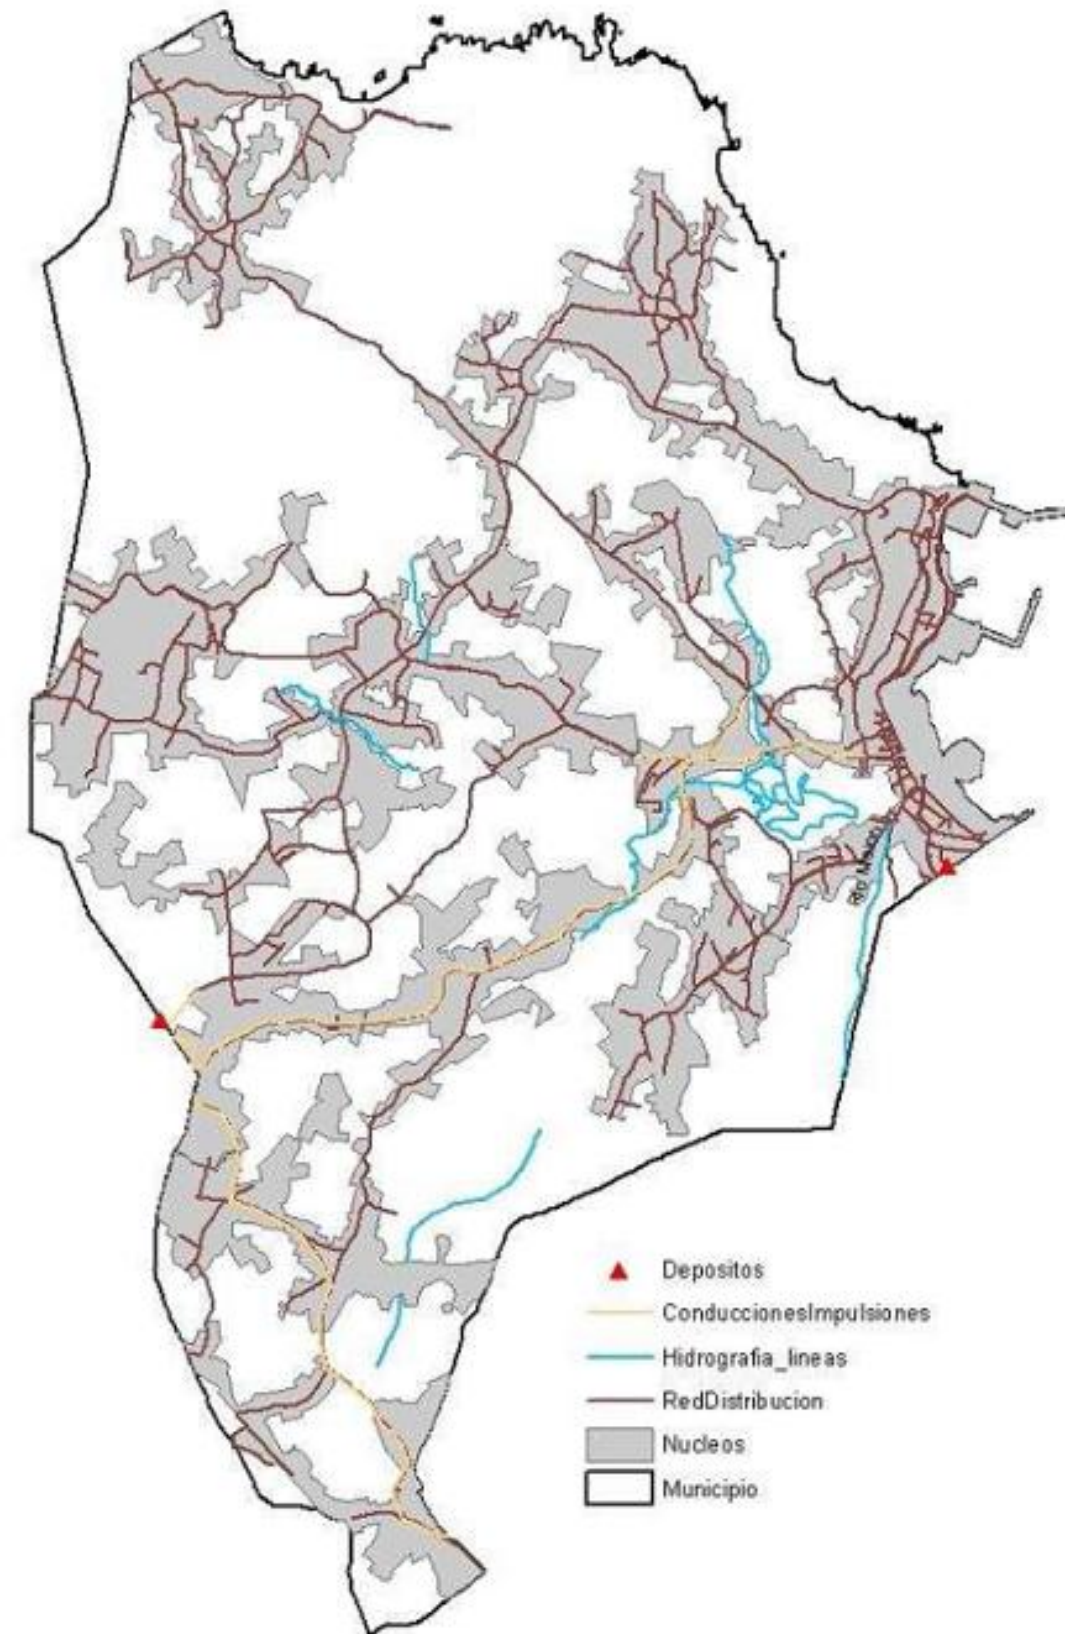 Depositos
ConduccionesImpulsiones
Hidrografia_lineas
RedDistribucion
Nucleos
Municipio